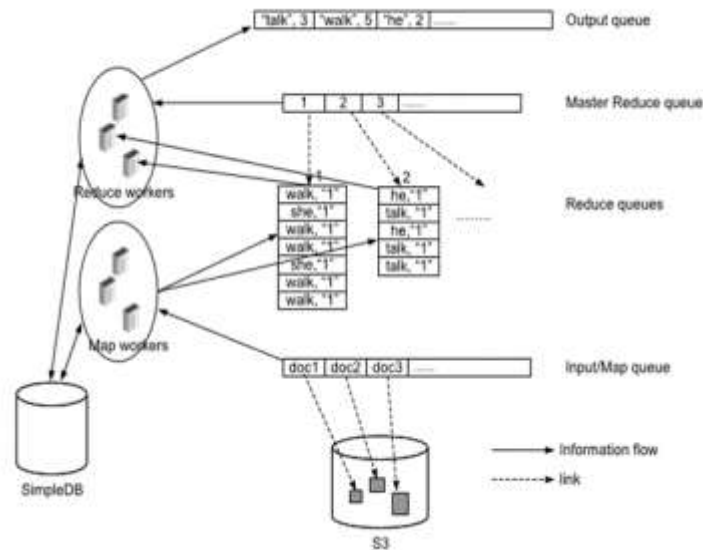 "talk", 3 "walk", 5 "he", 2 ...... Output queue
1 2 3 ...... Master Reduce queue
Reduce workers
1
walk, "1"
she,"1"
walk, "1"
walk, "1"
she,"1"
walk, "1"
walk, "1"
2
he,"1"
talk, "1"
he,"1"
talk, "1"
talk, "1"
......... Reduce queues
Map workers
doc1 doc2 doc3 ...... Input/Map queue
SimpleDB
S3
Information flow
link